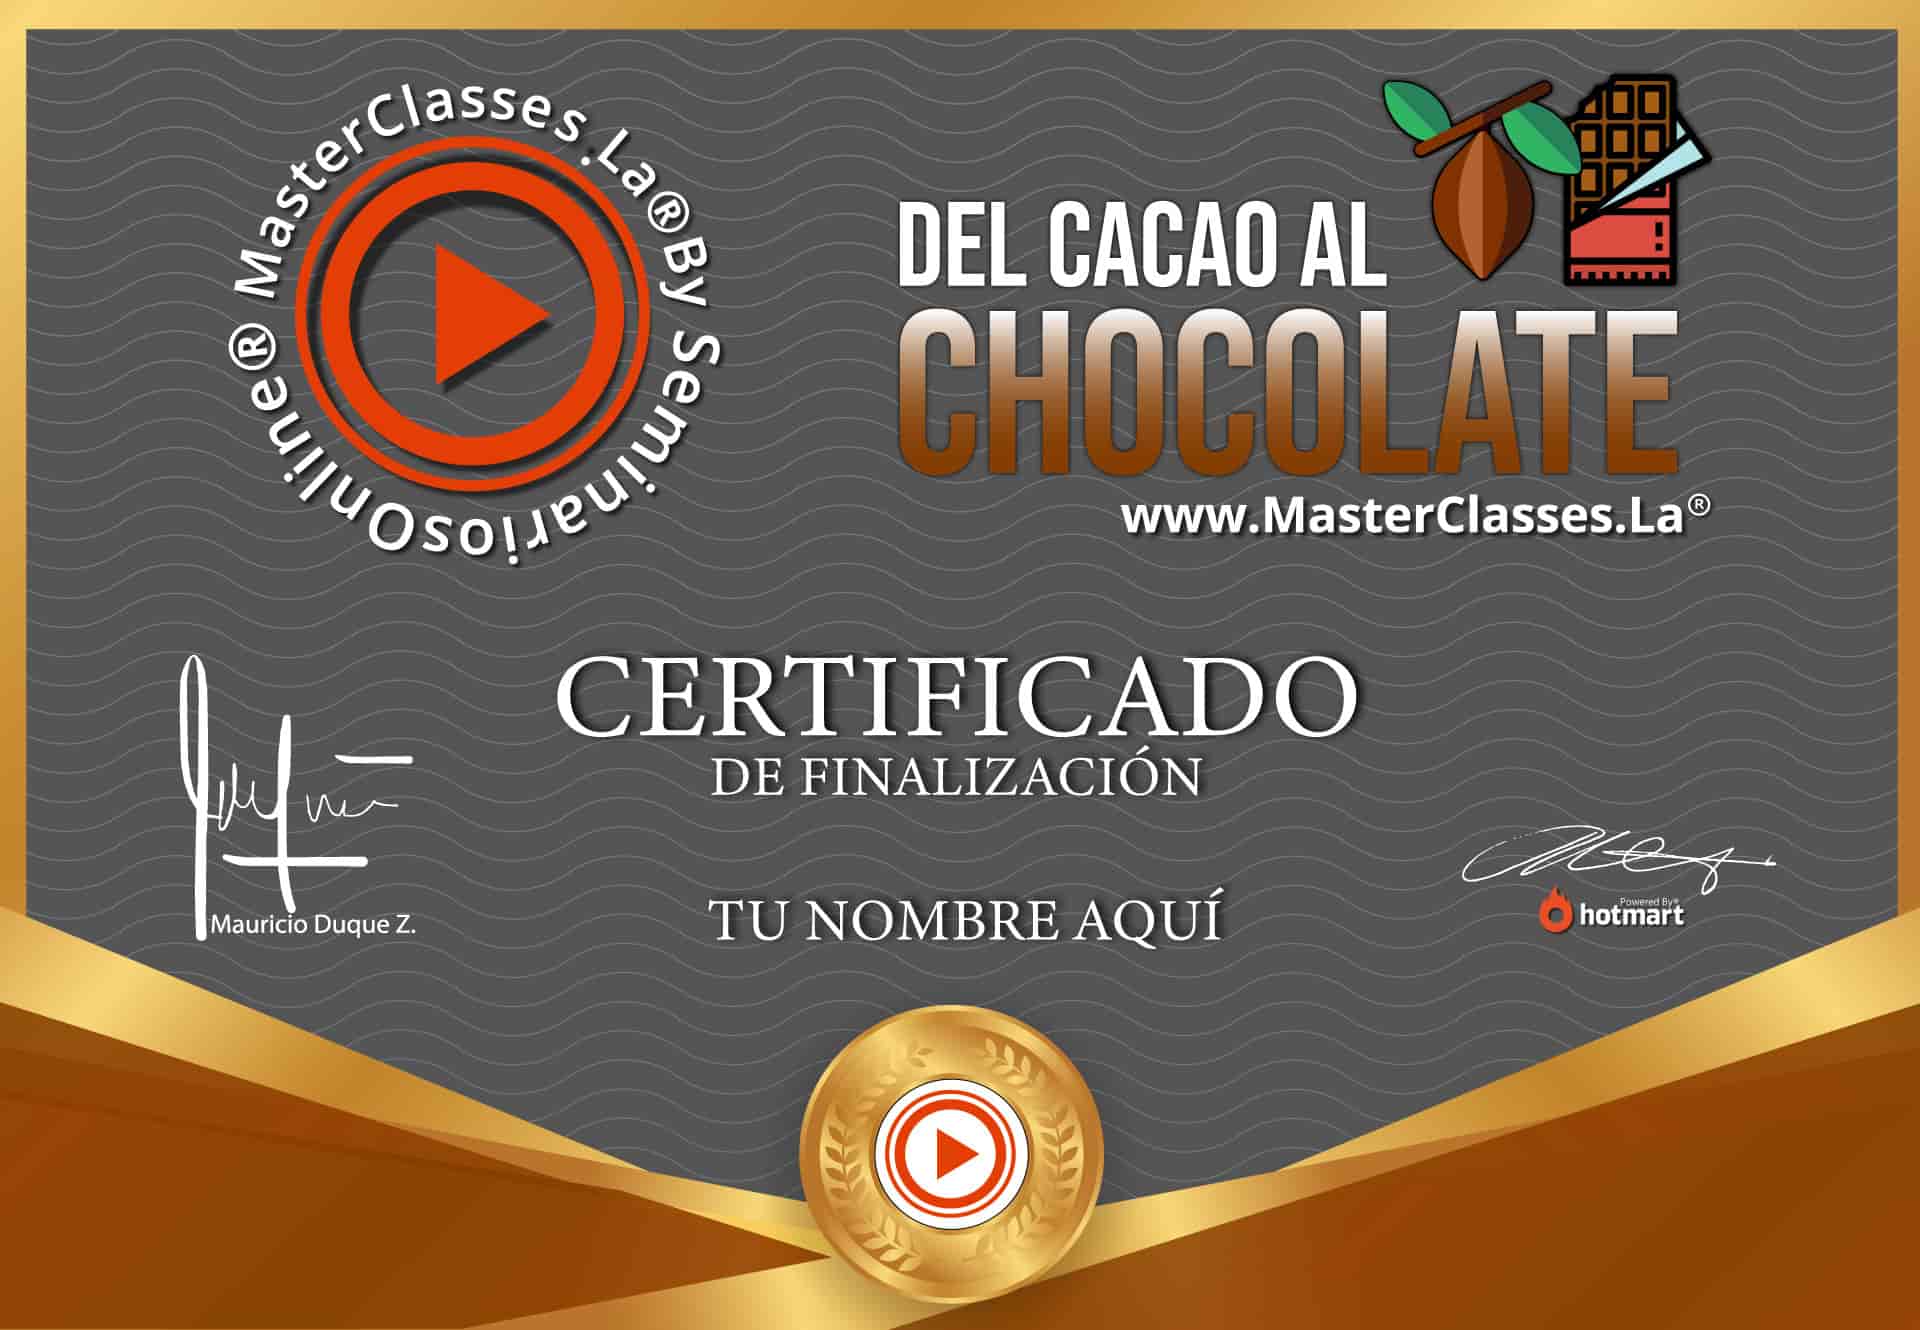 MasterClasses.La®By SeminariosOnline®
DEL CACAO AL
CHOCOLATE
www.MasterClasses.La®
CERTIFICADO
DE FINALIZACIÓN
Mauricio Duque Z.
TU NOMBRE AQUÍ
Powered By®
hotmart